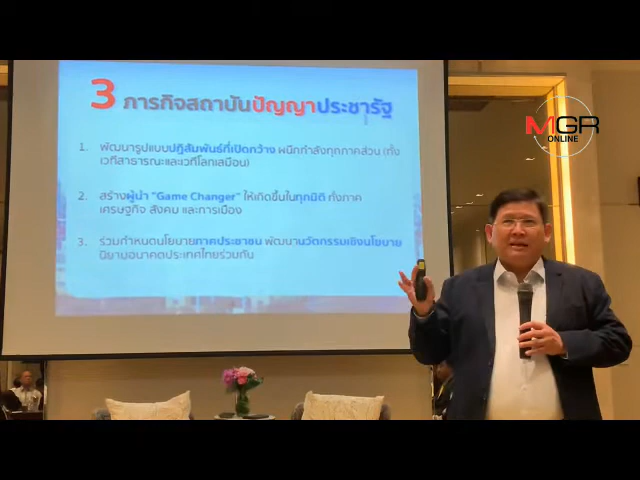 MGR
ONLINE
3 ภารกิจสถาบันปัญญาประชารัฐ
1. พัฒนารูปแบบปฏิสัมพันธ์ที่เปิดกว้าง ผนึกกำลังทุกภาคส่วน (ทั้ง
เวทีสาธารณะและเวทีโลกเสมือน)
2. สร้างผู้นำ "Game Changer" ให้เกิดขึ้นในทุกมิติ ทั้งภาค
เศรษฐกิจ สังคม และการเมือง
3. ร่วมกำหนดนโยบายภาคประชาชน พัฒนานวัตกรรมเชิงนโยบาย
นิยามอนาคตประเทศไทยร่วมกัน